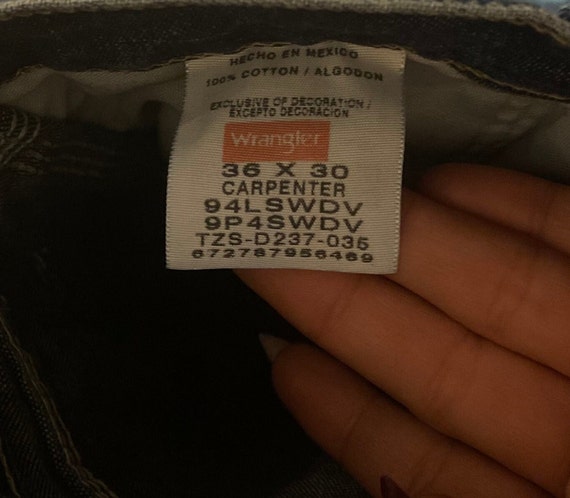 HECHO EN MEXICO
100% COTTON / ALGODON
EXCLUSIVE OF DECORATION /
EXCEPTO DECORACION
Wrangler
36 X 30
CARPENTER
94LSWDV
9P4SWDV
TZS-D237-035
672787956469